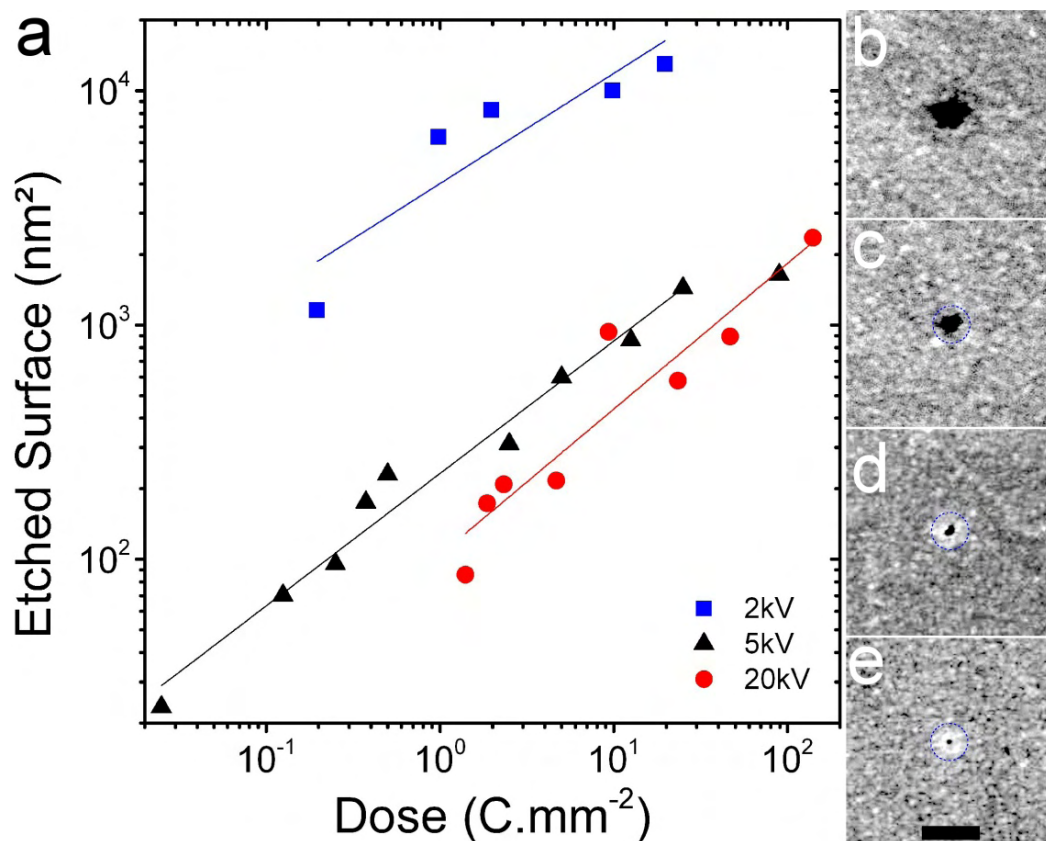 a
Etched Surface (nm²)
10⁴
10³
10²
10⁻¹
10⁰
10¹
10²
Dose (C.mm⁻²)
2kV
5kV
20kV
b
c
d
e